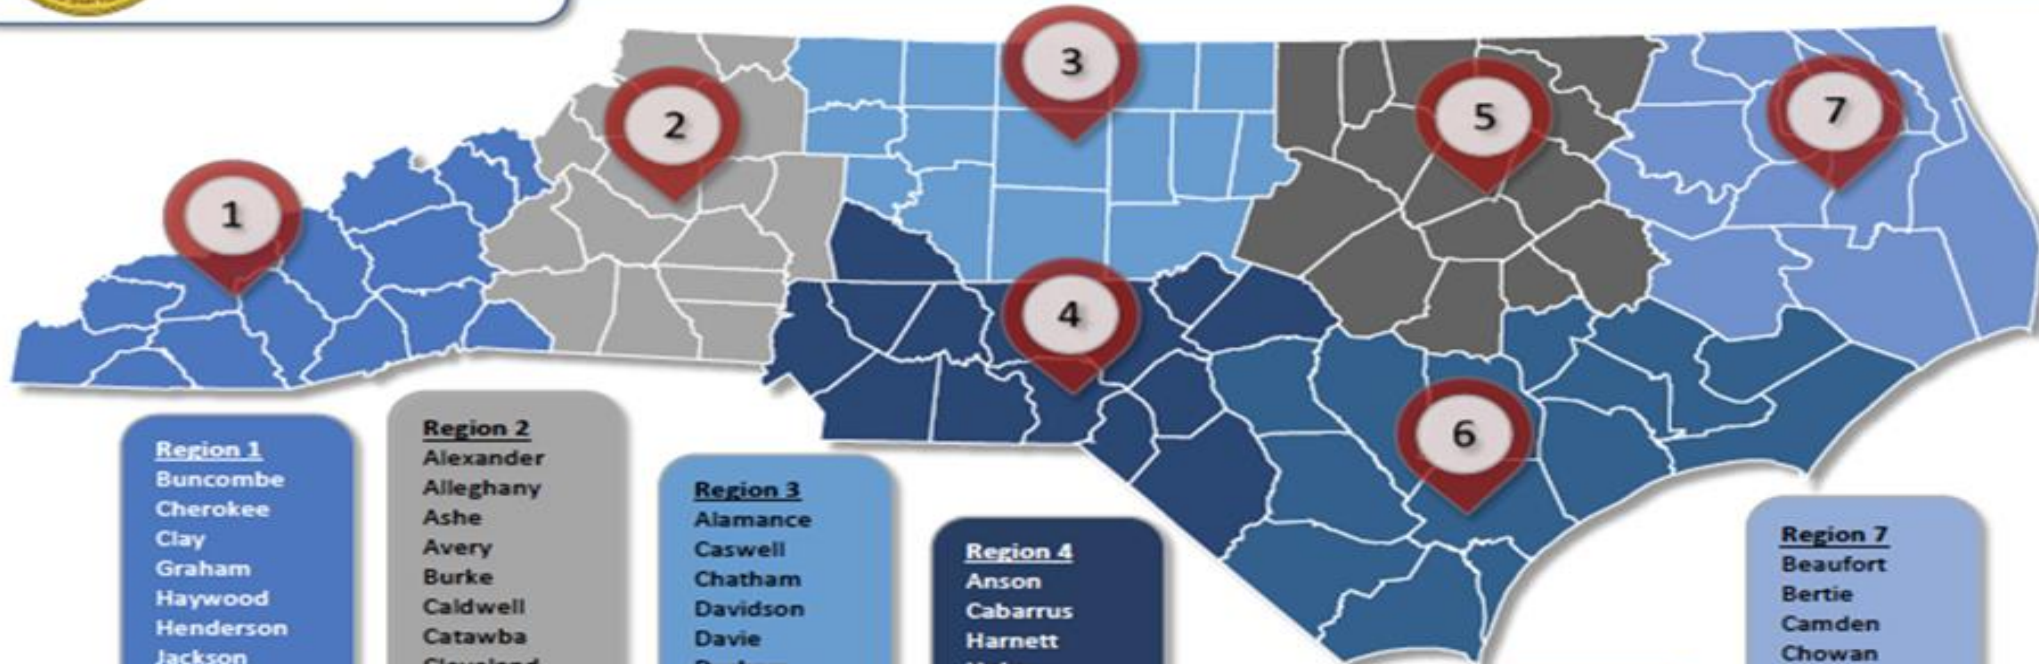 1
2
3
4
5
6
7
Region 1
Buncombe
Cherokee
Clay
Graham
Haywood
Henderson
Jackson
Region 2
Alexander
Alleghany
Ashe
Avery
Burke
Caldwell
Catawba
Cleveland
Region 3
Alamance
Caswell
Chatham
Davidson
Davie
Region 4
Anson
Cabarrus
Harnett
Region 7
Beaufort
Bertie
Camden
Chowan